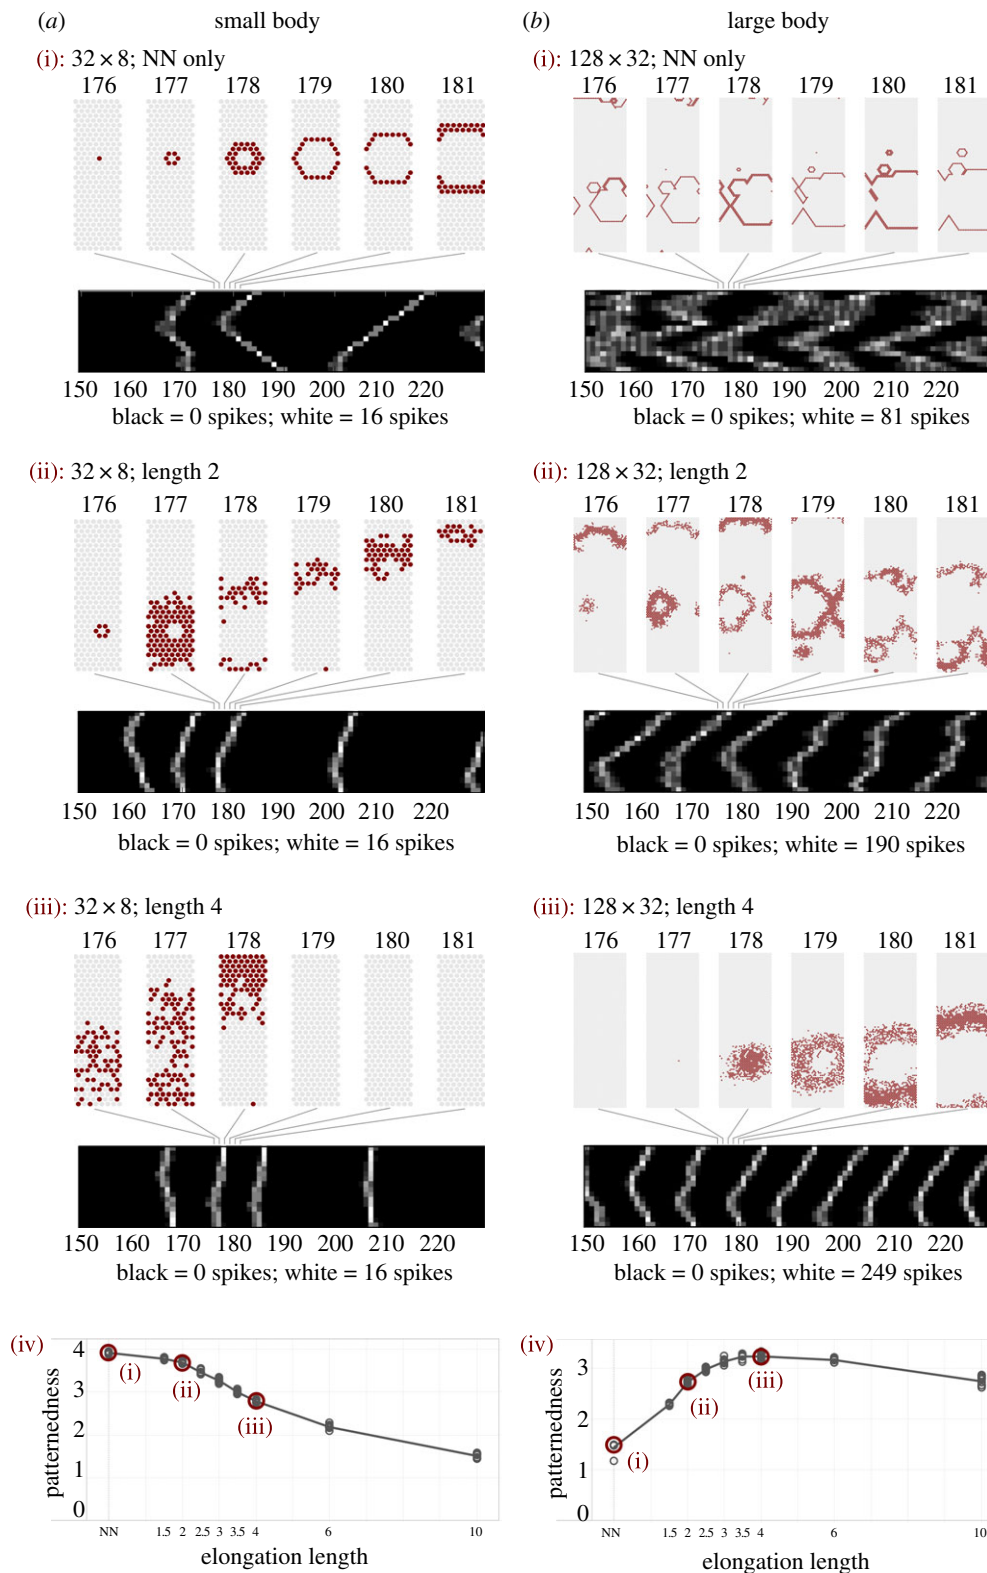 (a) small body
(i): 32 × 8; NN only
176 177 178 179 180 181
150 160 170 180 190 200 210 220
black = 0 spikes; white = 16 spikes
(ii): 32 × 8; length 2
176 177 178 179 180 181
150 160 170 180 190 200 210 220
black = 0 spikes; white = 16 spikes
(iii): 32 × 8; length 4
176 177 178 179 180 181
150 160 170 180 190 200 210 220
black = 0 spikes; white = 16 spikes
(iv)
patternedness
4
3
2
1
0
(i)
(ii)
(iii)
NN 1.5 2 2.5 3 3.5 4 6 10
elongation length
(b) large body
(i): 128 × 32; NN only
176 177 178 179 180 181
150 160 170 180 190 200 210 220
black = 0 spikes; white = 81 spikes
(ii): 128 × 32; length 2
176 177 178 179 180 181
150 160 170 180 190 200 210 220
black = 0 spikes; white = 190 spikes
(iii): 128 × 32; length 4
176 177 178 179 180 181
150 160 170 180 190 200 210 220
black = 0 spikes; white = 249 spikes
(iv)
patternedness
3
2
1
0
(i)
(ii)
(iii)
NN 1.5 2 2.5 3 3.5 4 6 10
elongation length